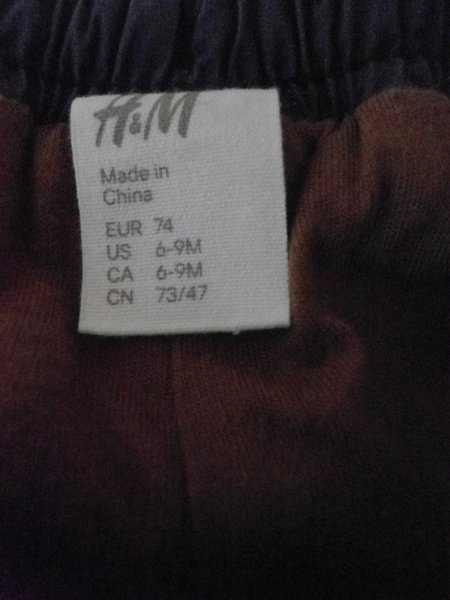 H&M
Made in
China
EUR 74
US 6-9M
CA 6-9M
CN 73/47